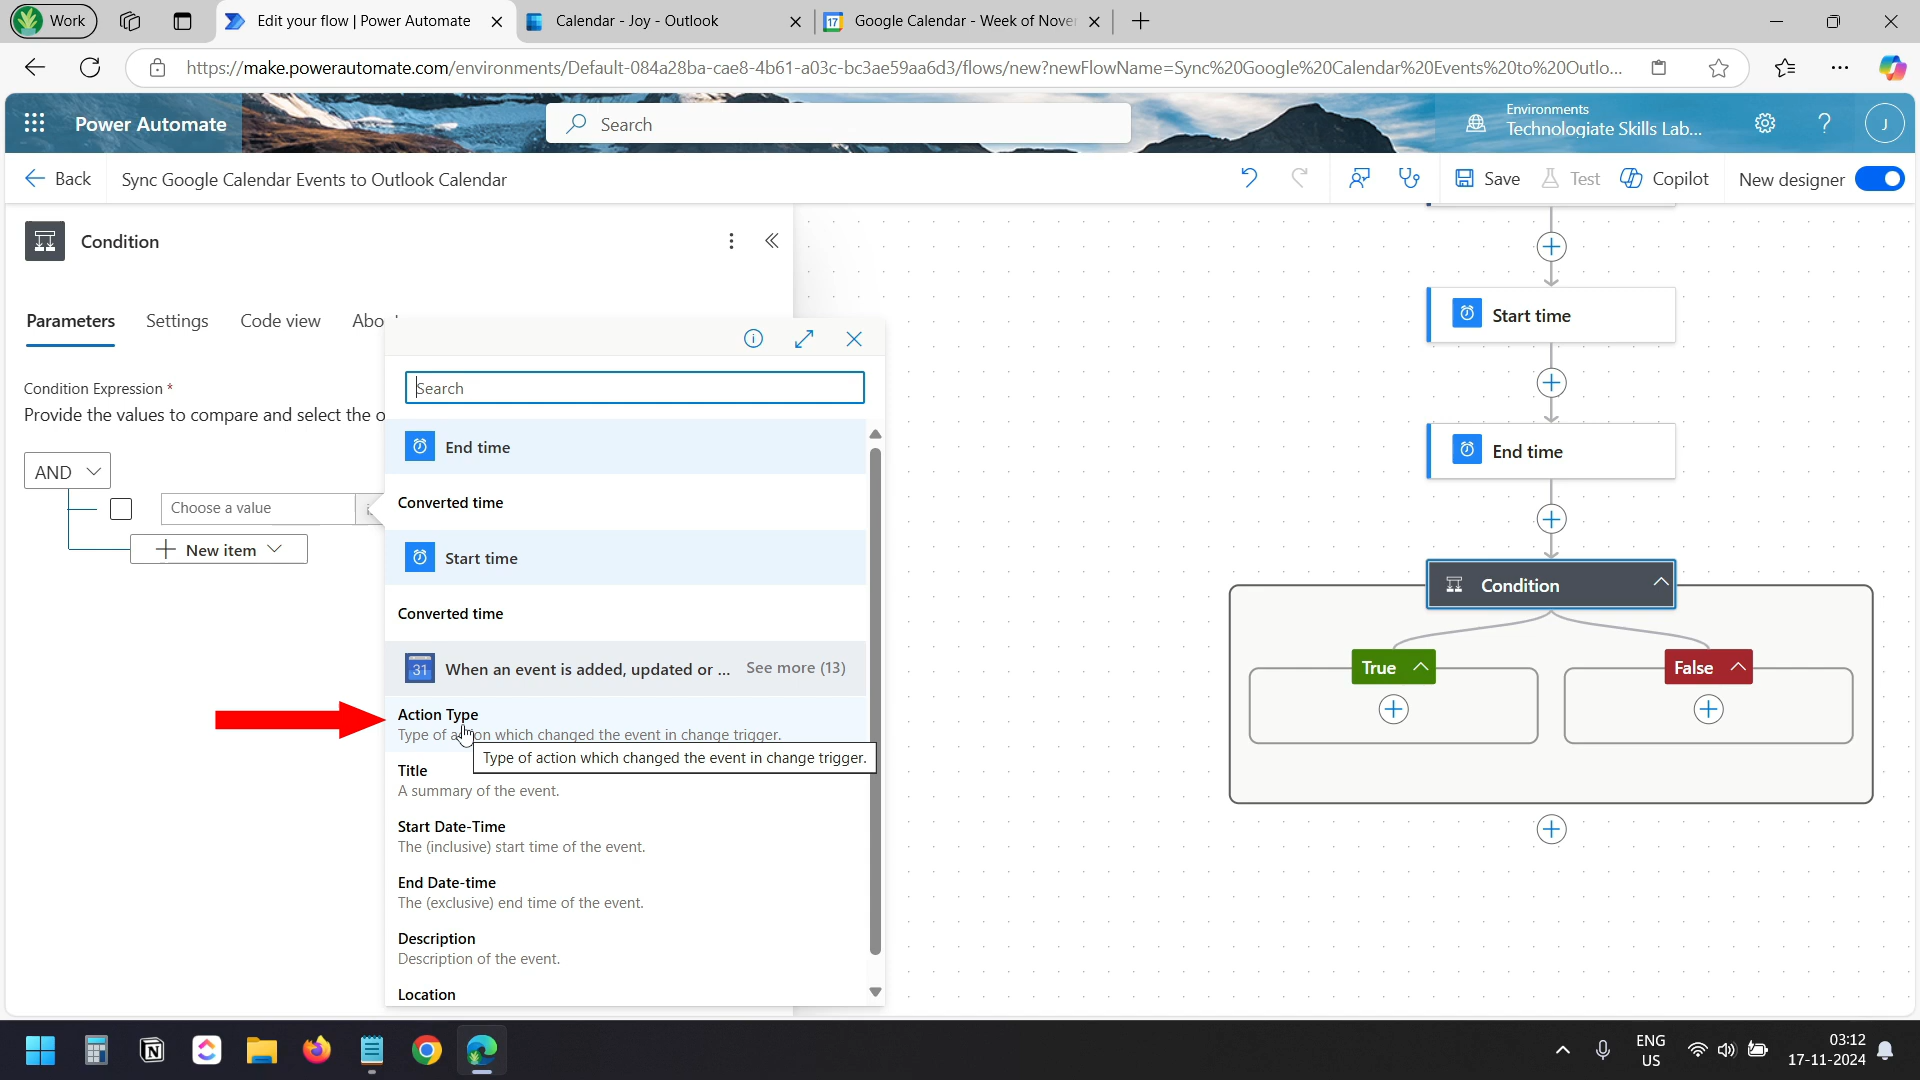 Work
Edit your flow | Power Automate
Calendar - Joy - Outlook
17
Google Calendar - Week of Nove
https://make.powerautomate.com/environments/Default-084a28ba-cae8-4b61-a03c-bc3ae59aa6d3/flows/new?newFlowName=Sync%20Google%20Calendar%20Events%20to%20Outlo...
Power Automate
Search
Environments
Technologiate Skills Lab...
?
J
Back
Sync Google Calendar Events to Outlook Calendar
Save
Test
Copilot
New designer
Condition
Parameters
Settings
Code view
Abo
Condition Expression *
Provide the values to compare and select the o
AND
Choose a value
New item
Search
End time
Converted time
Start time
Converted time
31
When an event is added, updated or ...
See more (13)
Action Type
Type of action which changed the event in change trigger.
Type of action which changed the event in change trigger.
Title
A summary of the event.
Start Date-Time
The (inclusive) start time of the event.
End Date-time
The (exclusive) end time of the event.
Description
Description of the event.
Location
Start time
End time
Condition
True
False
ENG
US
03:12
17-11-2024